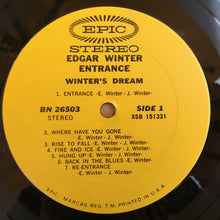 EPIC
STEREO
EDGAR WINTER
ENTRANCE
WINTER'S DREAM
1. ENTRANCE -E. Winter- -J. Winter-
BN 26503 SIDE 1
STEREO XSB 151331
2. WHERE HAVE YOU GONE
-E. Winter- -J. Winter-
3. RISE TO FALL -E. Winter- -J. Winter-
4. FIRE AND ICE -E. Winter- -J. Winter-
5. HUNG UP -E. Winter- -J. Winter-
6. BACK IN THE BLUES -E. Winter-
7. RE-ENTRANCE
-E. Winter- -J. Winter-
EPIC, MARCAS REG. T.M. PRINTED IN U.S.A.